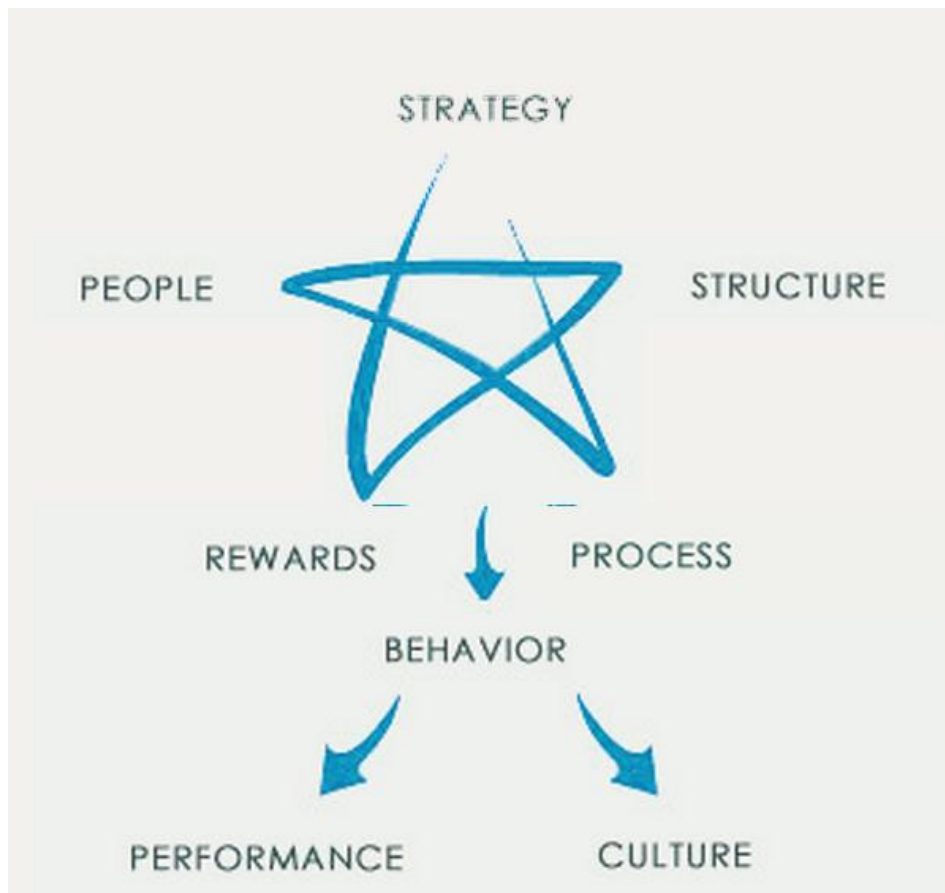 STRATEGY
PEOPLE
STRUCTURE
REWARDS
PROCESS
BEHAVIOR
PERFORMANCE
CULTURE